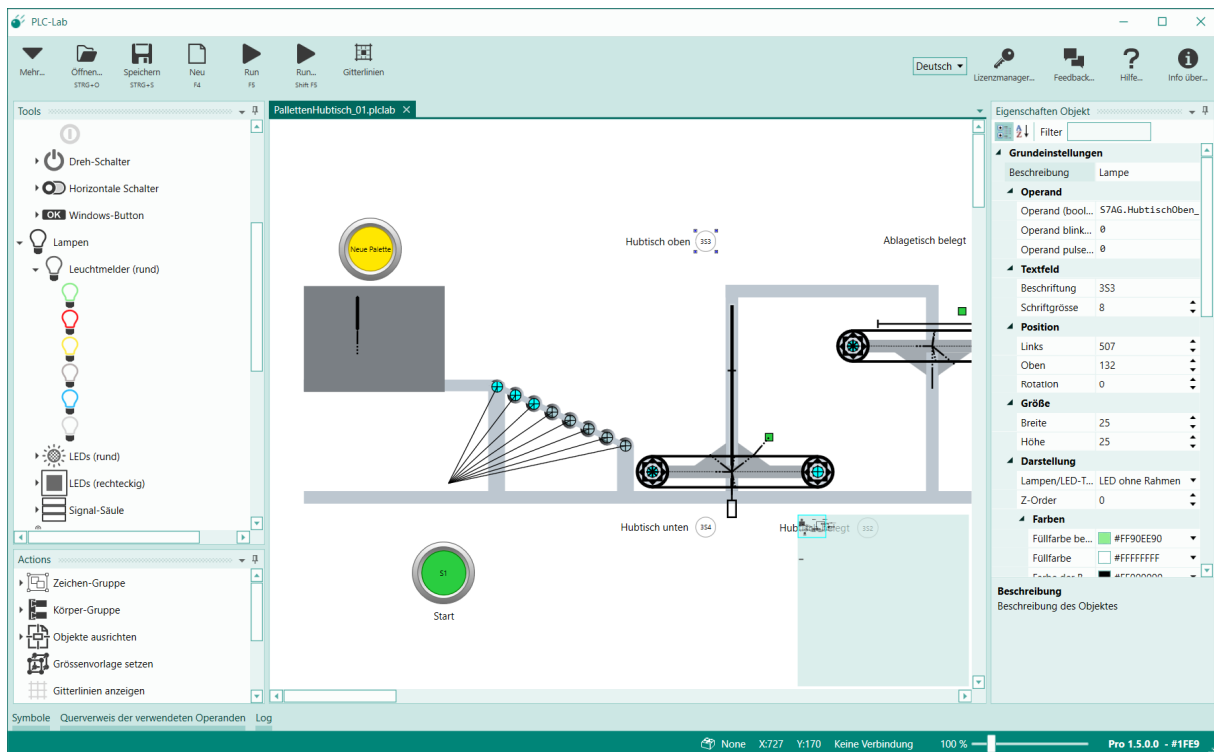 PLC-Lab
Mehr...
Öffnen...
STRG+O
Speichern
STRG+S
Neu
F4
Run
F5
Run...
Shift F5
Gitterlinien
Deutsch
Lizenzmanager...
Feedback...
Hilfe...
Info über...
Tools
Dreh-Schalter
Horizontale Schalter
OK Windows-Button
Lampen
Leuchtmelder (rund)
LEDs (rund)
LEDs (rechteckig)
Signal-Säule
Actions
Zeichen-Gruppe
Körper-Gruppe
Objekte ausrichten
Grössenvorlage setzen
Gitterlinien anzeigen
PallettenHubtisch_01.plclab
Neue Palette
Hubtisch oben 3S3
Ablagetisch belegt
Hubtisch unten 3S4
3S2
S1
Start
Eigenschaften Objekt
Filter
Grundeinstellungen
Beschreibung Lampe
Operand
Operand (bool... S7AG.HubtischOben_
Operand blink... 0
Operand pulse... 0
Textfeld
Beschriftung 3S3
Schriftgrösse 8
Position
Links 507
Oben 132
Rotation 0
Größe
Breite 25
Höhe 25
Darstellung
Lampen/LED-T... LED ohne Rahmen
Z-Order 0
Farben
Füllfarbe be... #FF90EE90
Füllfarbe #FFFFFFFF
Beschreibung
Beschreibung des Objektes
Symbole Querverweis der verwendeten Operanden Log
None X:727 Y:170 Keine Verbindung 100 % Pro 1.5.0.0 - #1FE9